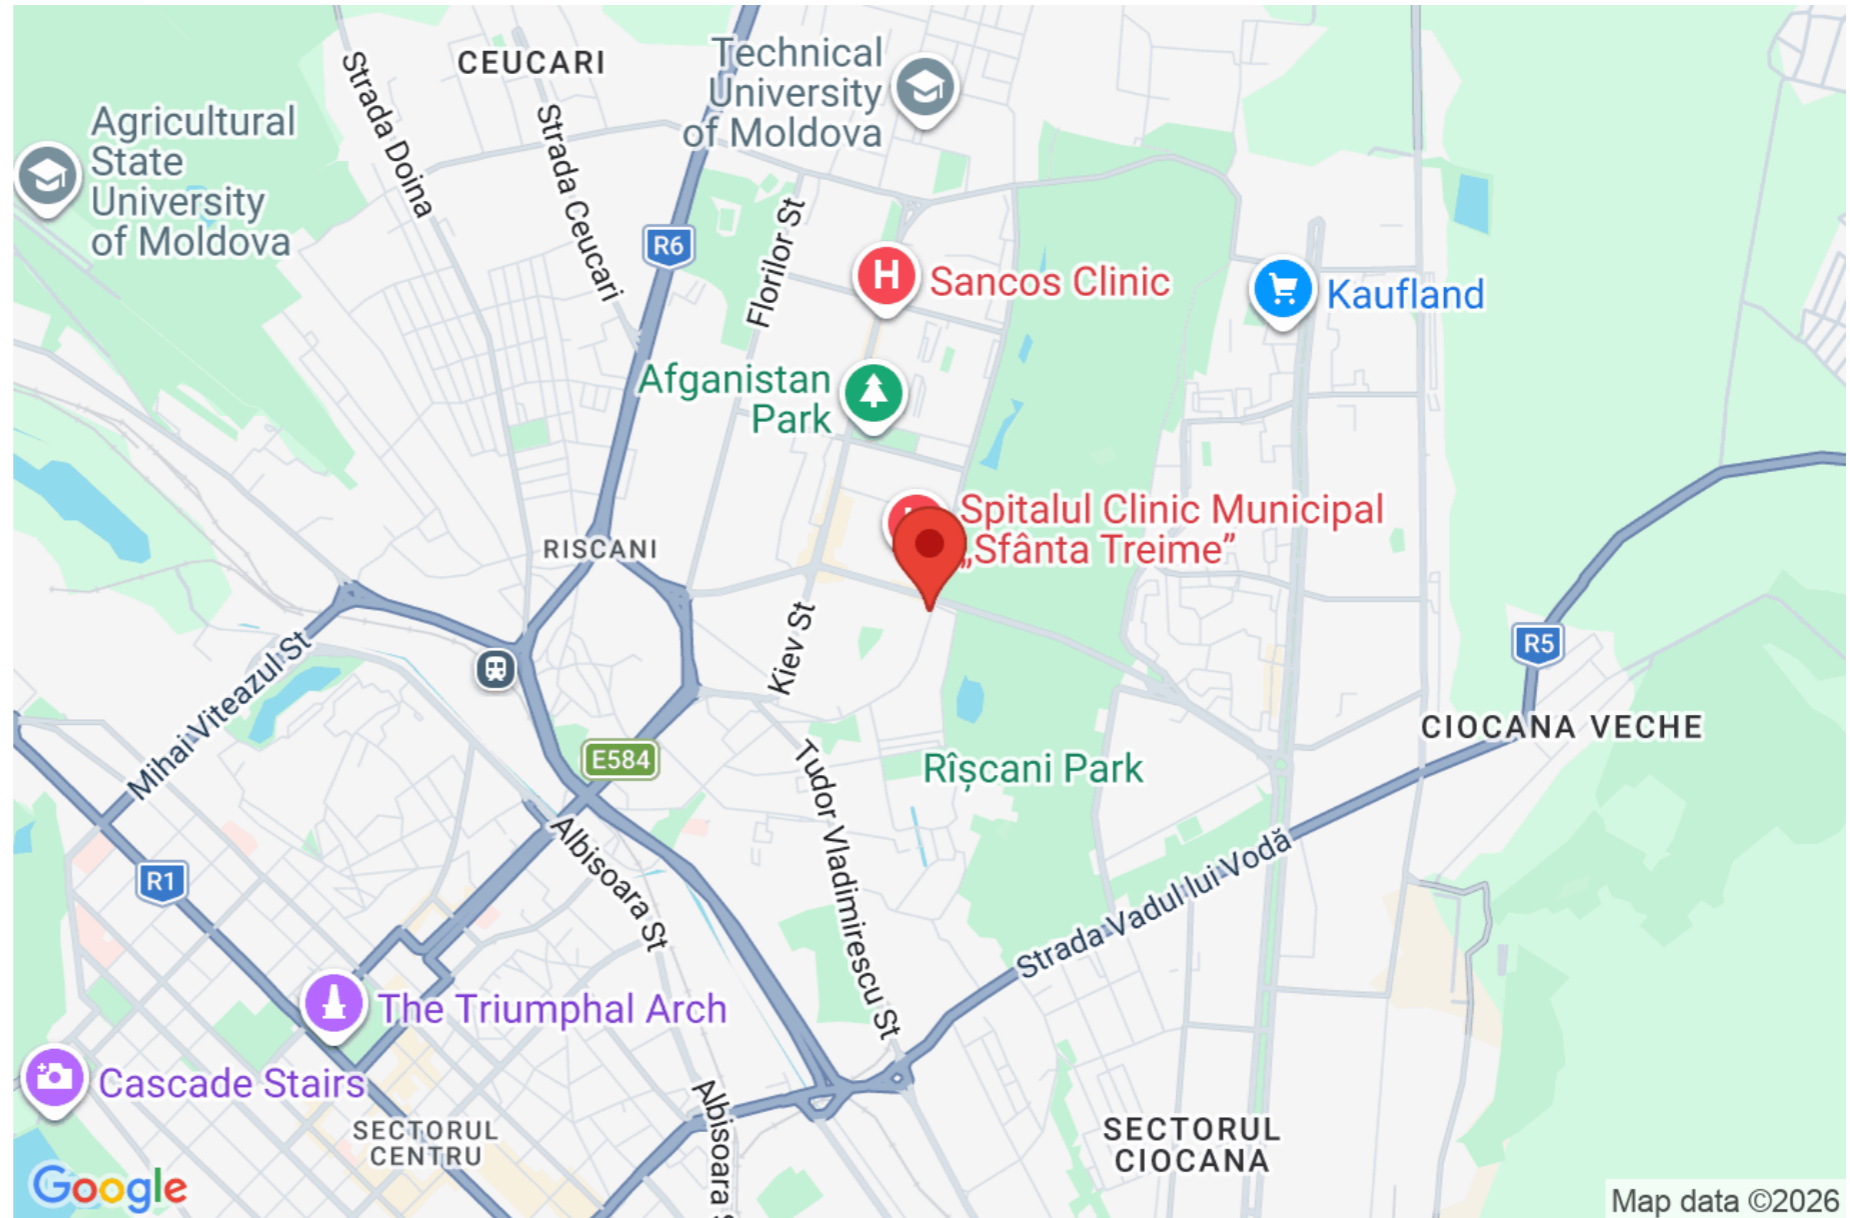 CEUCARI
Technical
University
of Moldova
Strada Doina
Strada Ceucari
Agricultural
State
University
of Moldova
R6
Florilor St
Sancos Clinic
Kaufland
Afganistan
Park
Spitalul Clinic Municipal
„Sfânta Treime”
RISCANI
Kiev St
Mihai Viteazul St
R5
CIOCANA VECHE
E584
Rîșcani Park
Tudor Vladimirescu St
Albisoara St
Strada Vadul lui Vodă
R1
The Triumphal Arch
Cascade Stairs
Albisoara
SECTORUL
CENTRU
SECTORUL
CIOCANA
Google
Map data ©2026